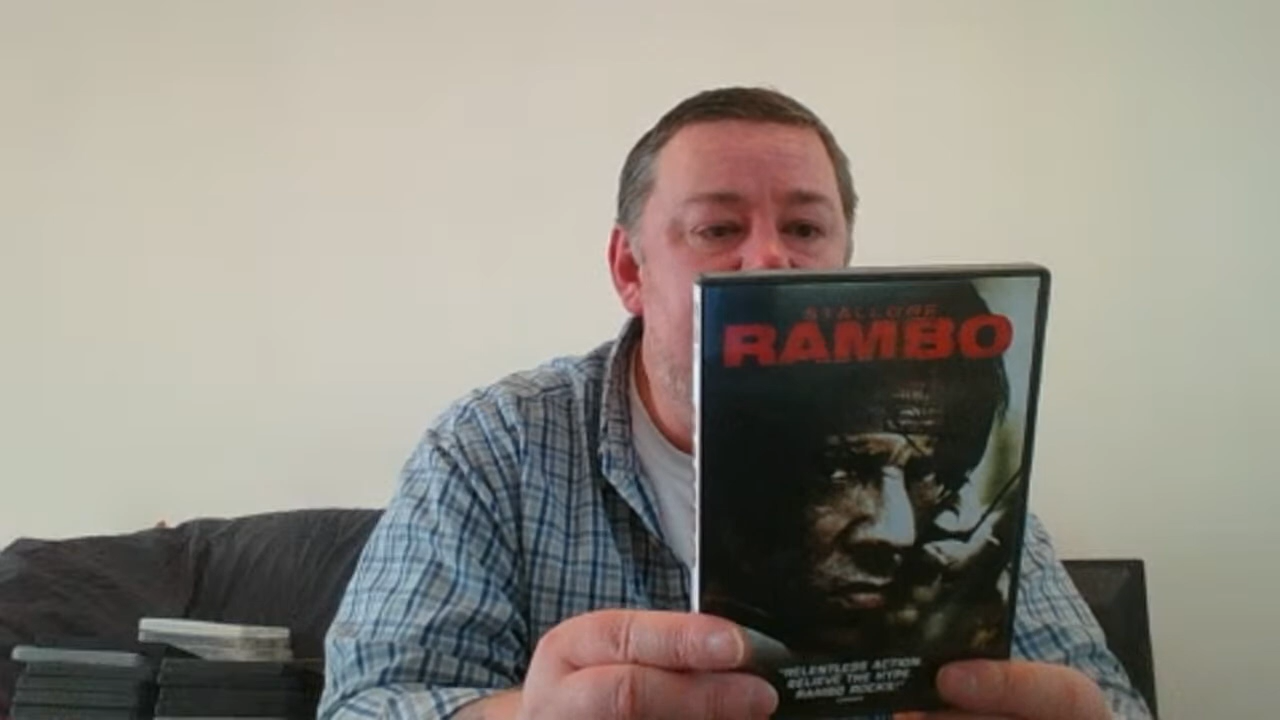 STALLONE
RAMBO
"RELENTLESS ACTION.
BELIEVE THE HYPE.
RAMBO ROCKS!"